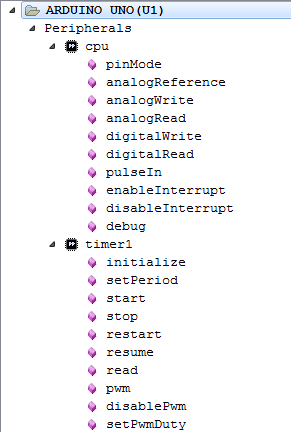 ARDUINO UNO(U1)
Peripherals
cpu
pinMode
analogReference
analogWrite
analogRead
digitalWrite
digitalRead
pulseIn
enableInterrupt
disableInterrupt
debug
timer1
initialize
setPeriod
start
stop
restart
resume
read
pwm
disablePwm
setPwmDuty